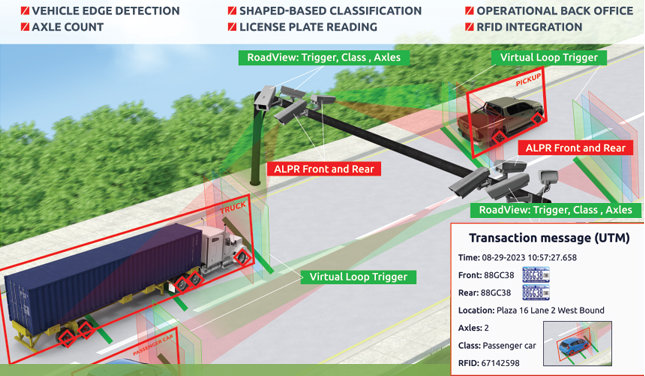 VEHICLE EDGE DETECTION
SHAPED-BASED CLASSIFICATION
OPERATIONAL BACK OFFICE
AXLE COUNT
LICENSE PLATE READING
RFID INTEGRATION
RoadView: Trigger, Class , Axles
Virtual Loop Trigger
PICKUP
ALPR Front and Rear
ALPR Front and Rear
RoadView: Trigger, Class , Axles
TRUCK
Virtual Loop Trigger
PASSENGER CAR
Transaction message (UTM)
Time: 08-29-2023 10:57:27.658
Front: 88GC38
Rear: 88GC38
Location: Plaza 16 Lane 2 West Bound
Axles: 2
Class: Passenger car
RFID: 67142598